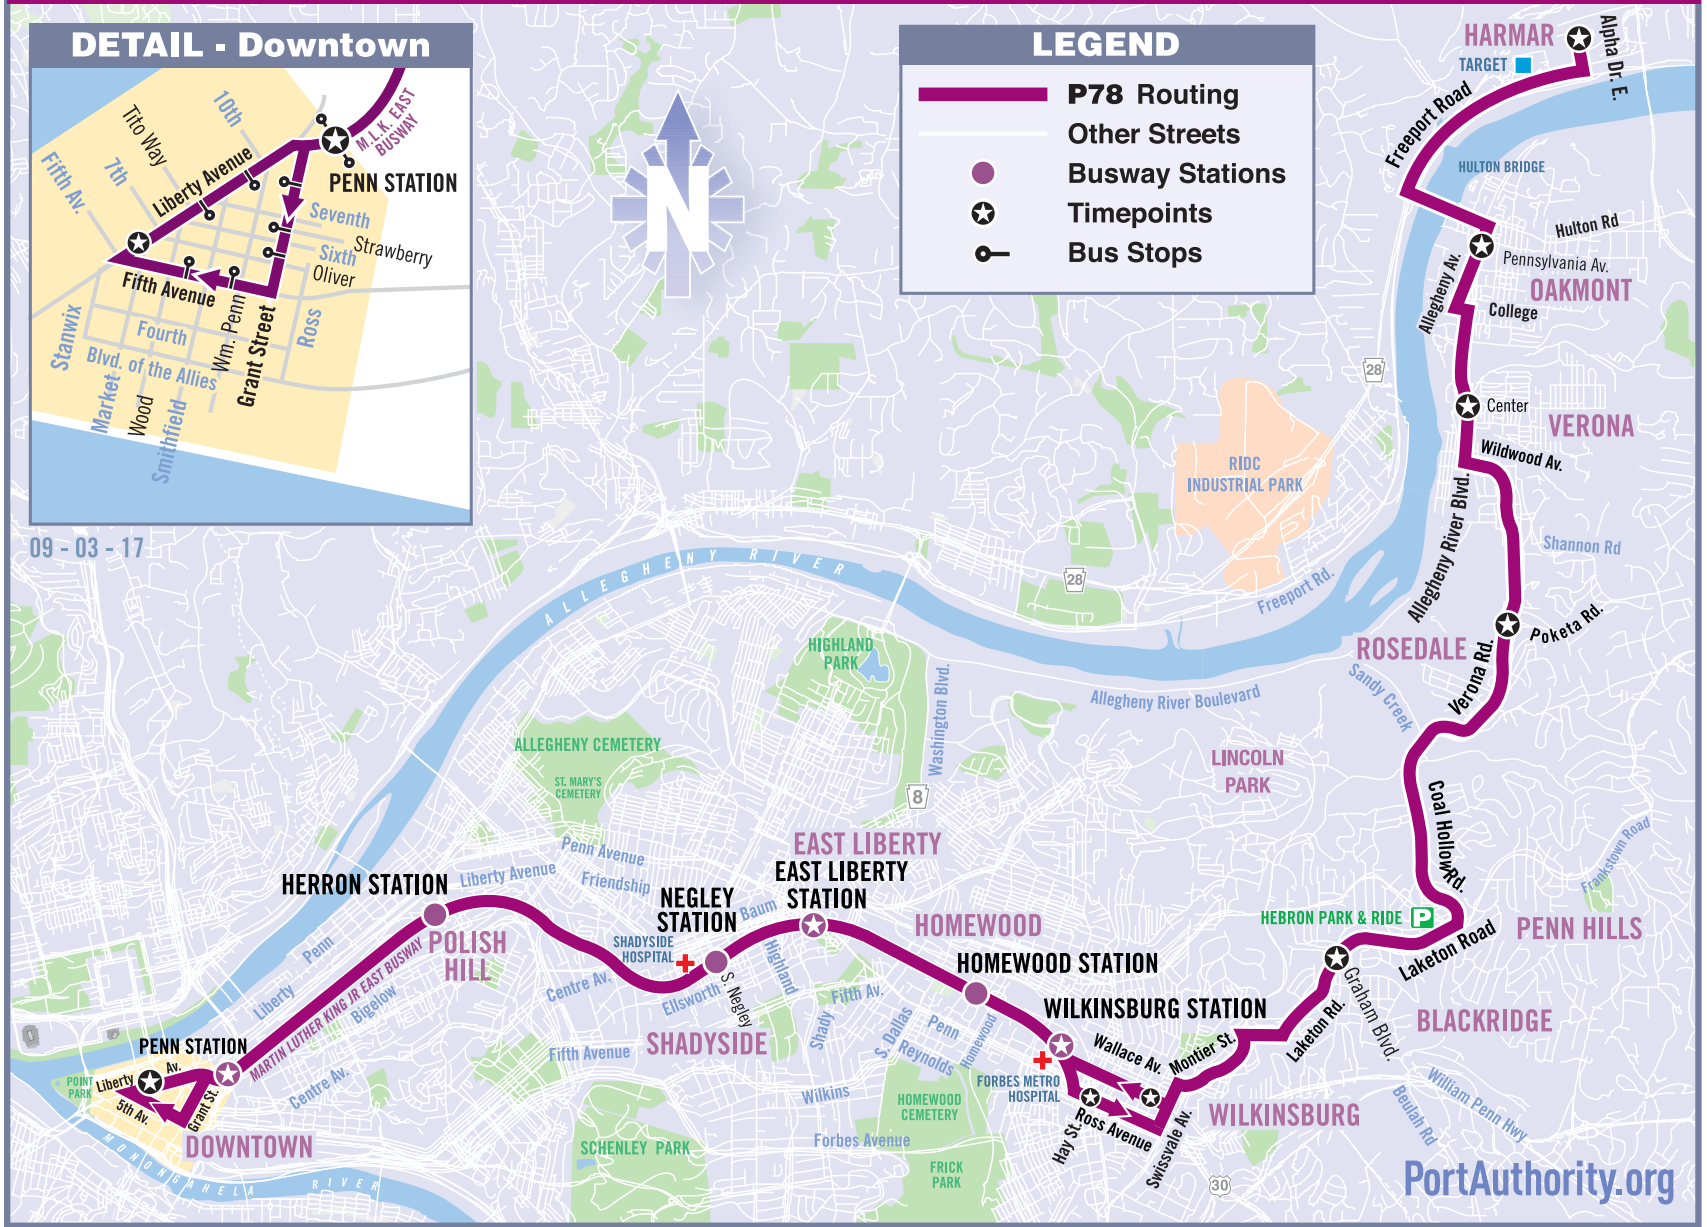 DETAIL - Downtown
10th
Tito Way
7th
Fifth Av.
Liberty Avenue
M.L.K. EAST
BUSWAY
PENN STATION
Seventh
Sixth
Strawberry
Oliver
Fifth Avenue
Stanwix
Fourth
Wm. Penn
Grant Street
Ross
Blvd. of the Allies
Market
Wood
Smithfield
09 - 03 - 17
LEGEND
P78 Routing
Other Streets
Busway Stations
Timepoints
Bus Stops
N
HARMAR
TARGET
Alpha Dr. E.
Freeport Road
HULTON BRIDGE
Hulton Rd
Allegheny Av.
Pennsylvania Av.
OAKMONT
College
28
Center
VERONA
Wildwood Av.
RIDC
INDUSTRIAL PARK
Allegheny River Blvd.
Shannon Rd
28
Freeport Rd.
ALLEGHENY RIVER
Poketa Rd.
ROSEDALE
Verona Rd.
Sandy Creek
HIGHLAND
PARK
Washington Blvd.
Allegheny River Boulevard
ALLEGHENY CEMETERY
ST. MARY'S
CEMETERY
LINCOLN
PARK
8
Coal Hollow Rd.
Frankstown Road
EAST LIBERTY
EAST LIBERTY
STATION
Penn Avenue
Liberty Avenue
Friendship
HERRON STATION
NEGLEY
STATION
Baum
HOMEWOOD
HEBRON PARK & RIDE
P
PENN HILLS
Laketon Road
POLISH
HILL
SHADYSIDE
HOSPITAL
Highland
HOMEWOOD STATION
Penn
Centre Av.
Ellsworth
S. Negley
Fifth Av.
Graham Blvd.
Liberty
MARTIN LUTHER KING JR EAST BUSWAY
Bigelow
WILKINSBURG STATION
BLACKRIDGE
Shady
S. Dallas
Penn
Reynolds
Homewood
Laketon Rd.
PENN STATION
Fifth Avenue
SHADYSIDE
Wallace Av.
Montier St.
POINT
PARK
Liberty
Av.
5th Av.
Grant St.
Centre Av.
Wilkins
FORBES METRO
HOSPITAL
HOMEWOOD
CEMETERY
Ross Avenue
WILKINSBURG
William Penn Hwy
Beulah Rd
DOWNTOWN
SCHENLEY PARK
Forbes Avenue
Hay St.
Swissvale Av.
FRICK
PARK
30
MONONGAHELA RIVER
PortAuthority.org